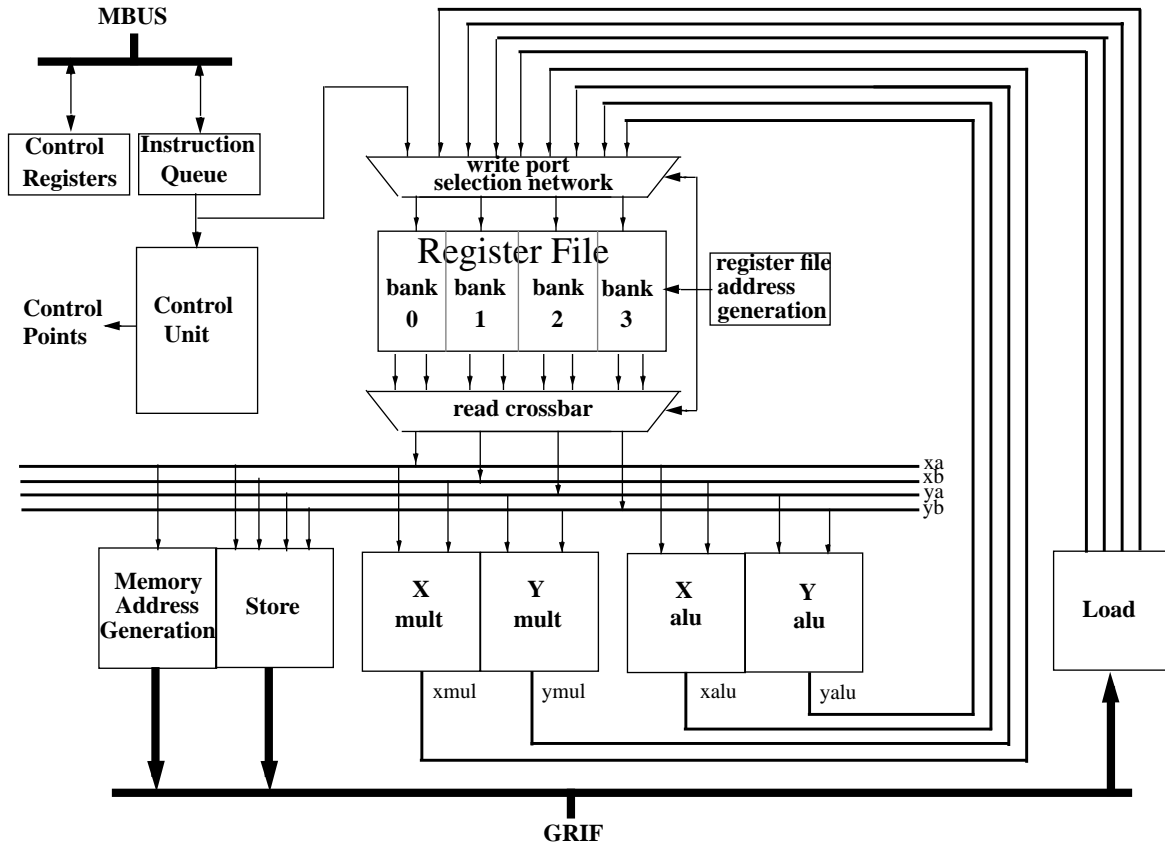 MBUS
Control
Registers
Instruction
Queue
write port
selection network
Register File
bank
0
bank
1
bank
2
bank
3
register file
address
generation
Control
Points
Control
Unit
read crossbar
xa
xb
ya
yb
Memory
Address
Generation
Store
X
mult
Y
mult
X
alu
Y
alu
Load
xmul
ymul
xalu
yalu
GRIF